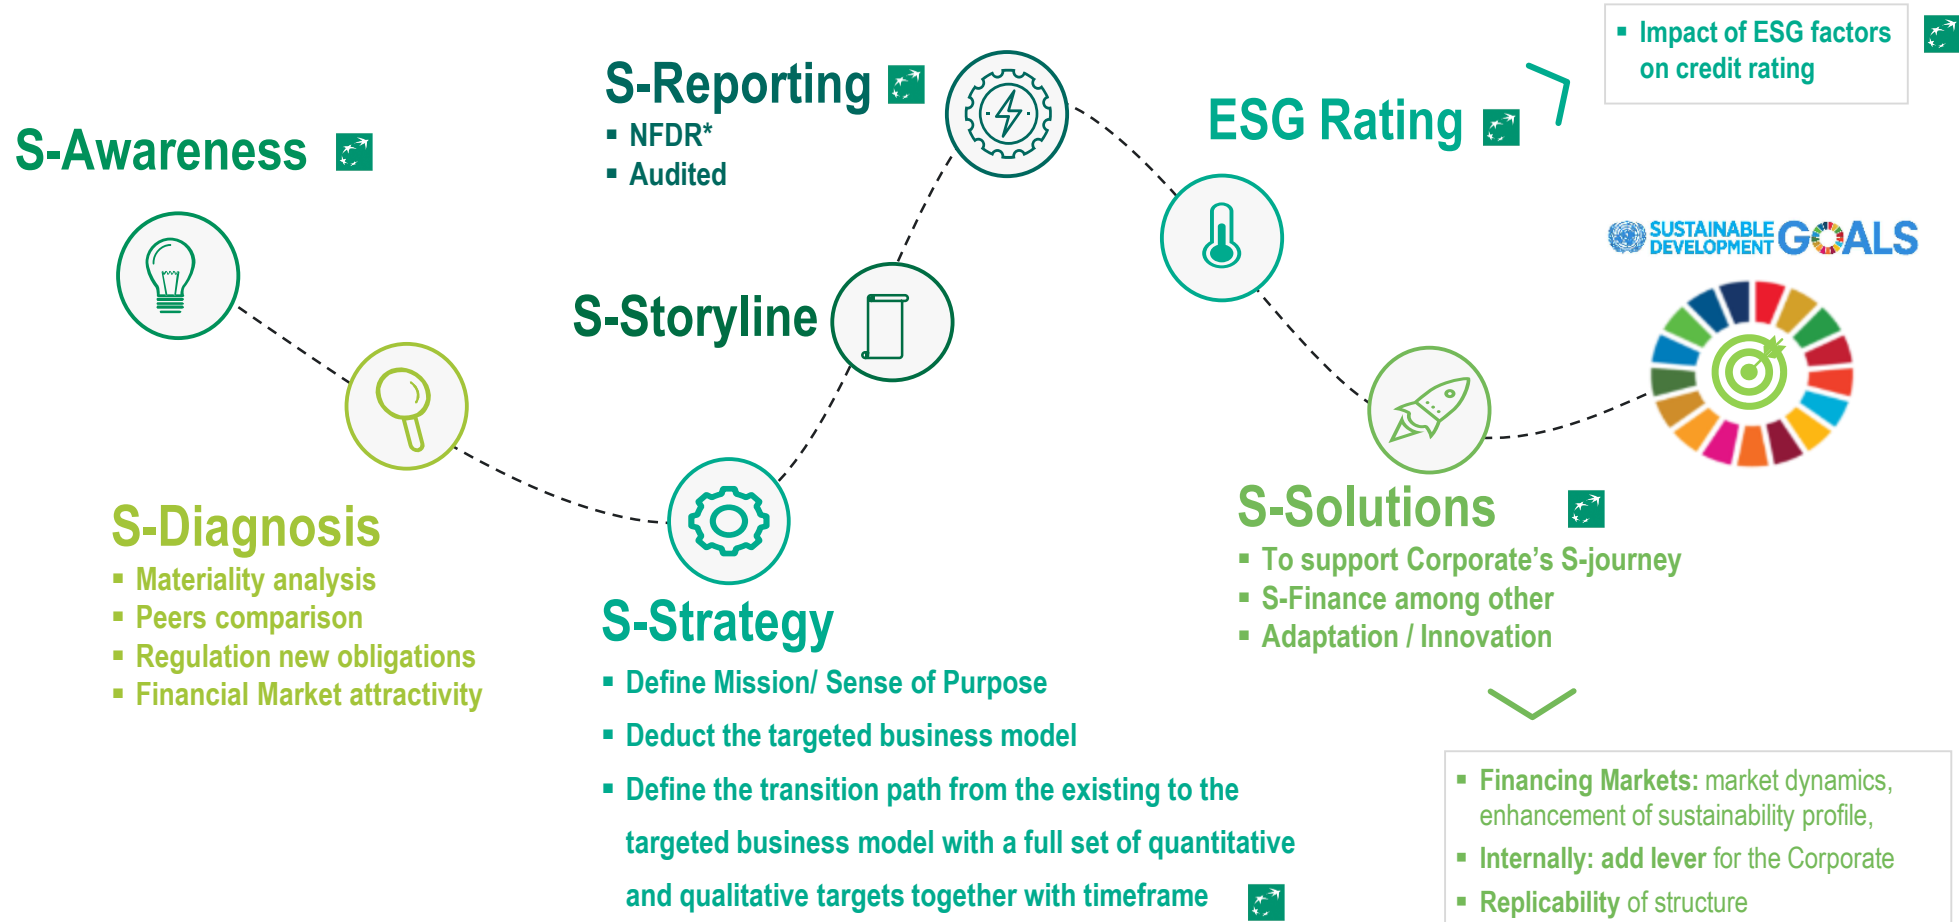 S-Awareness
S-Diagnosis
▪ Materiality analysis
▪ Peers comparison
▪ Regulation new obligations
▪ Financial Market attractivity
S-Strategy
▪ Define Mission/ Sense of Purpose
▪ Deduct the targeted business model
▪ Define the transition path from the existing to the
targeted business model with a full set of quantitative
and qualitative targets together with timeframe
S-Storyline
S-Reporting
▪ NFDR*
▪ Audited
ESG Rating
▪ Impact of ESG factors
on credit rating
S-Solutions
▪ To support Corporate’s S-journey
▪ S-Finance among other
▪ Adaptation / Innovation
▪ Financing Markets: market dynamics,
enhancement of sustainability profile,
▪ Internally: add lever for the Corporate
▪ Replicability of structure
SUSTAINABLE
DEVELOPMENT GOALS